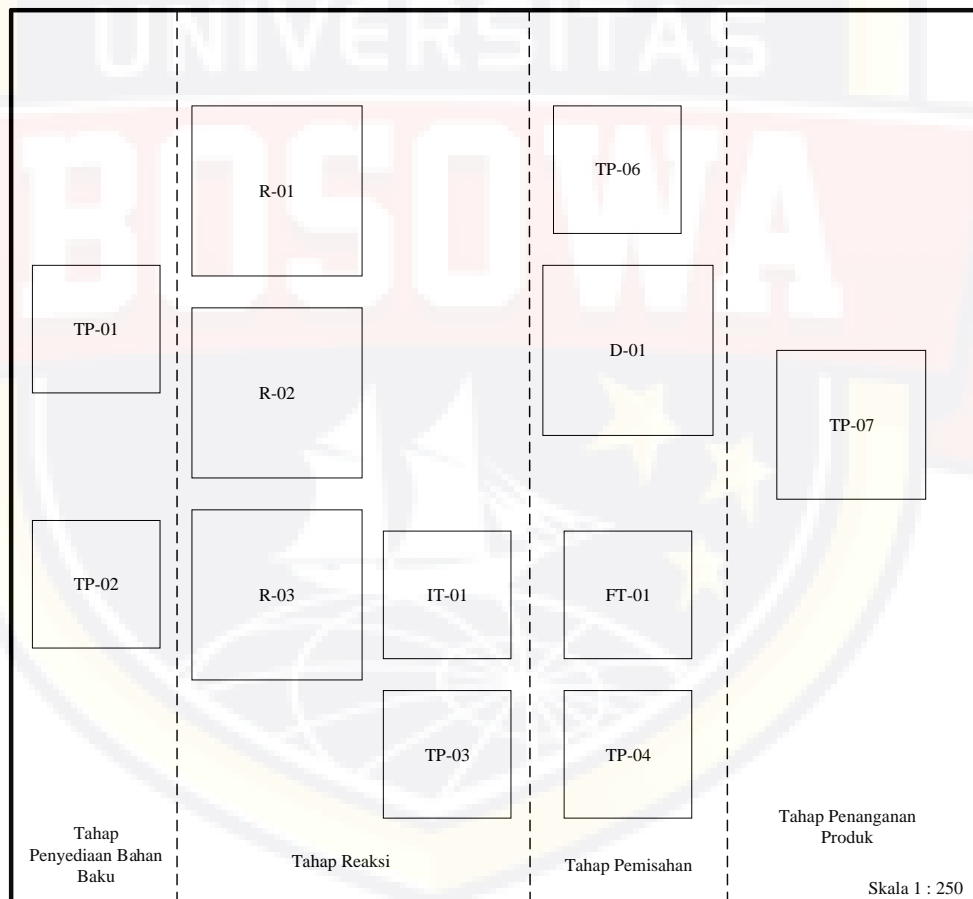 UNIVERSITAS
BOSOWA
R-01
TP-06
TP-01
D-01
R-02
TP-07
TP-02
R-03
IT-01
FT-01
TP-03
TP-04
Tahap
Penyediaan Bahan
Baku
Tahap Reaksi
Tahap Pemisahan
Tahap Penanganan
Produk
Skala 1 : 250